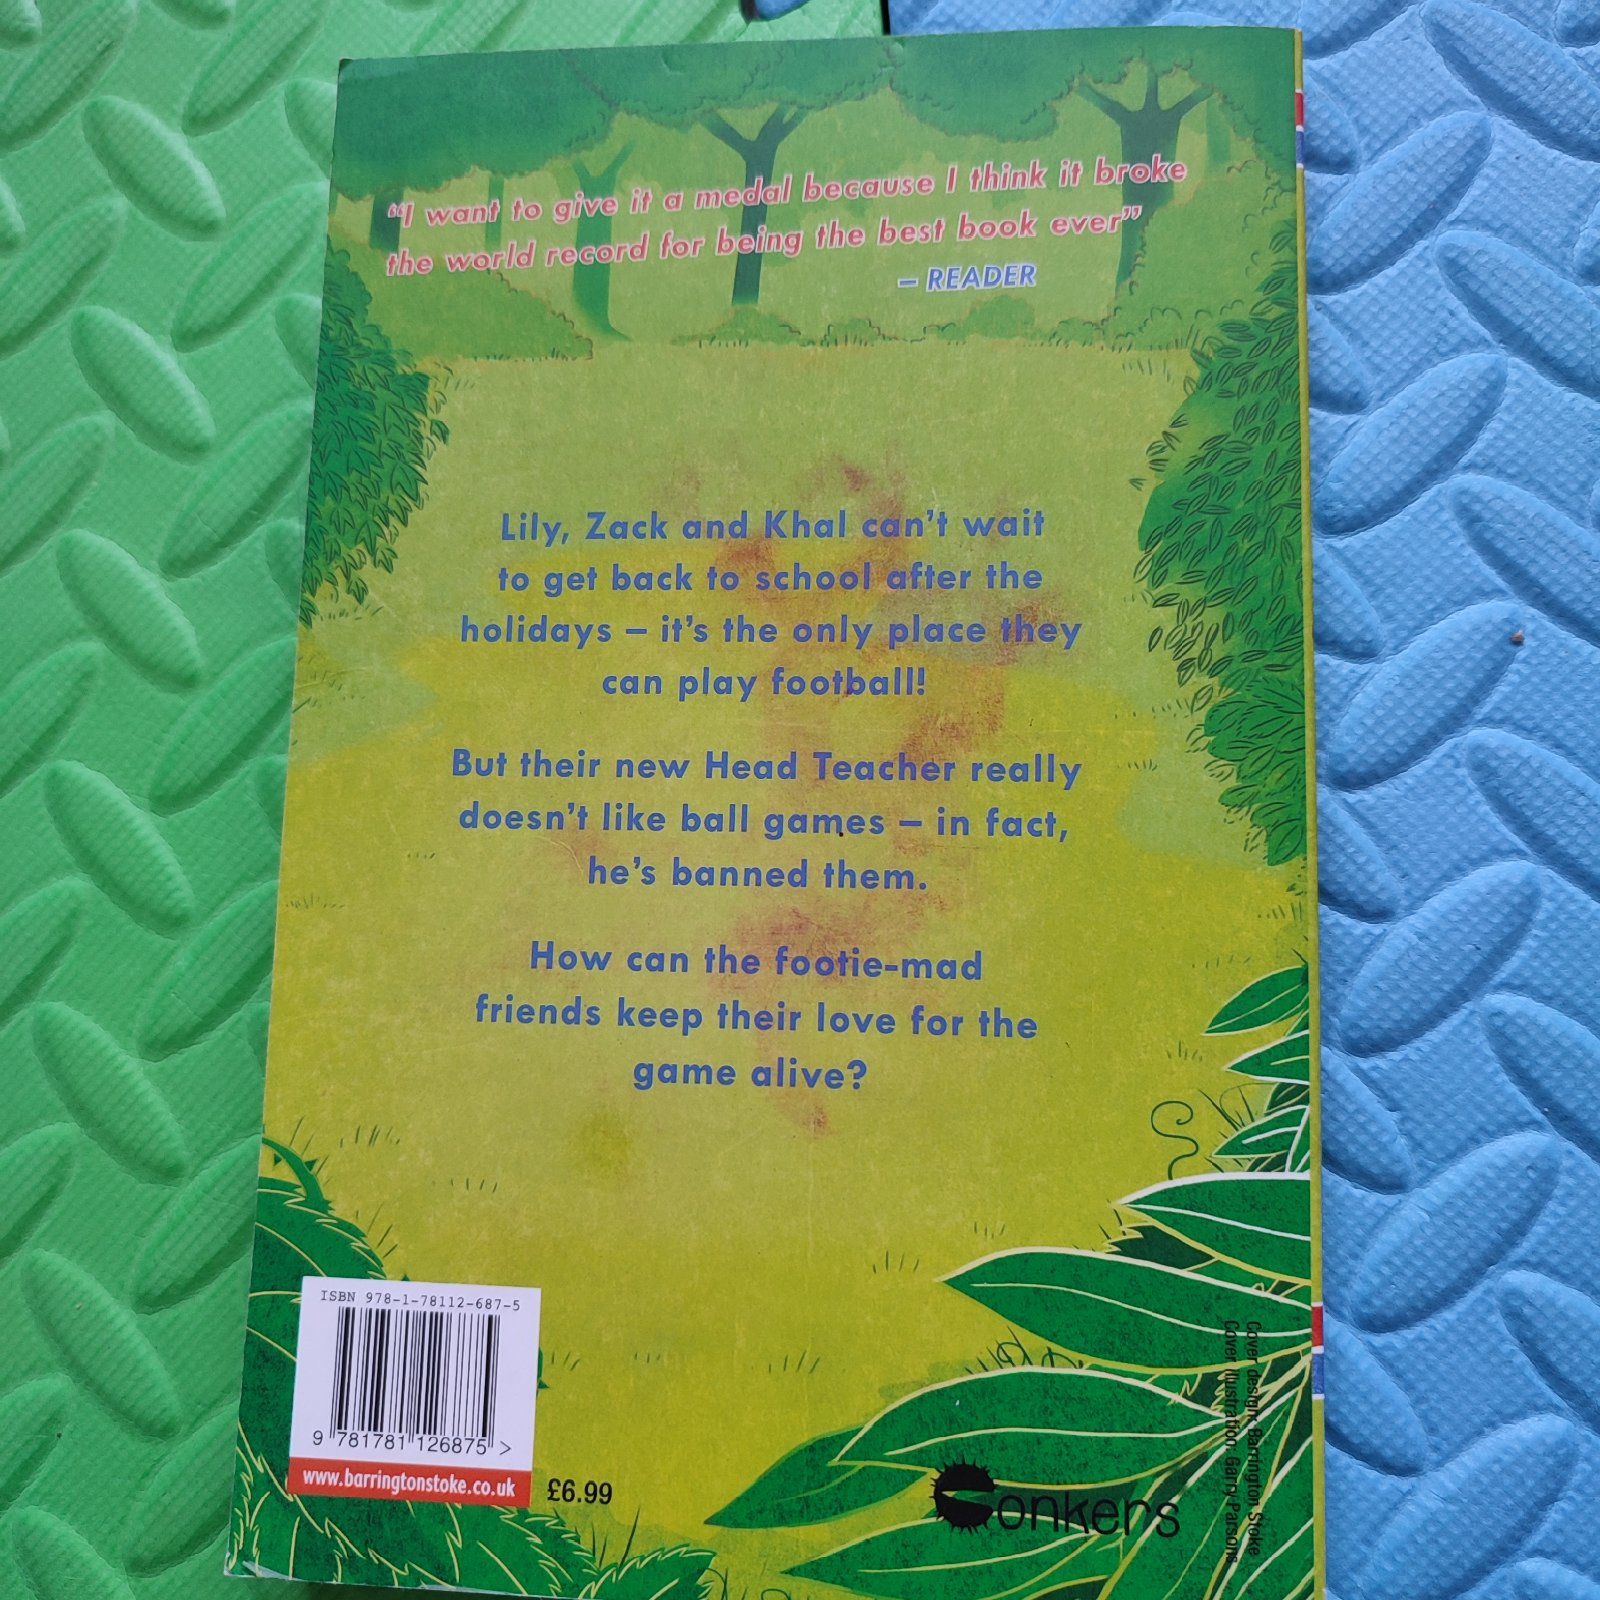 “I want to give it a medal because I think it broke
the world record for being the best book ever”
– READER
Lily, Zack and Khal can’t wait
to get back to school after the
holidays – it’s the only place they
can play football!
But their new Head Teacher really
doesn’t like ball games – in fact,
he’s banned them.
How can the footie-mad
friends keep their love for the
game alive?
ISBN 978-1-78112-687-5
9 781781 126875 >
www.barringtonstoke.co.uk
£6.99
Conkers
Cover design: Barrington Stoke
Cover illustration: Garry Parsons